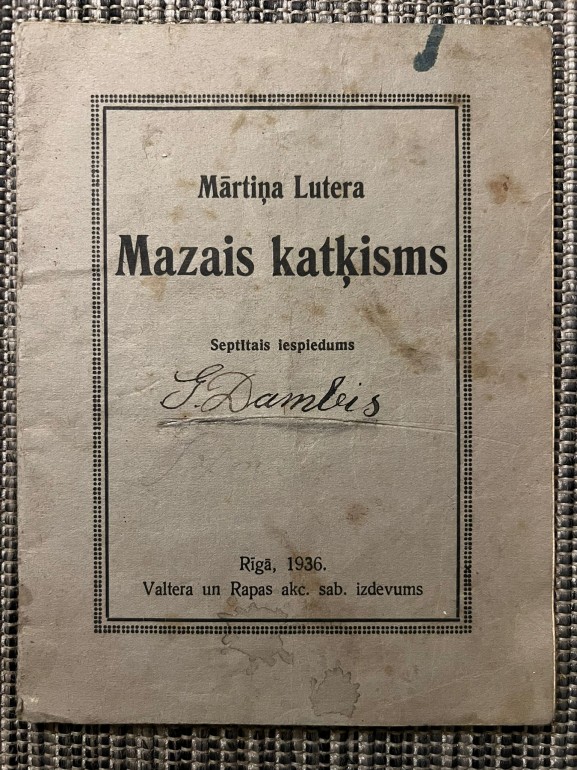 Mārtiņa Lutera
Mazais katķisms
Septītais iespiedums
G. Dambis
Rīgā, 1936.
Valtera un Rapas akc. sab. izdevums